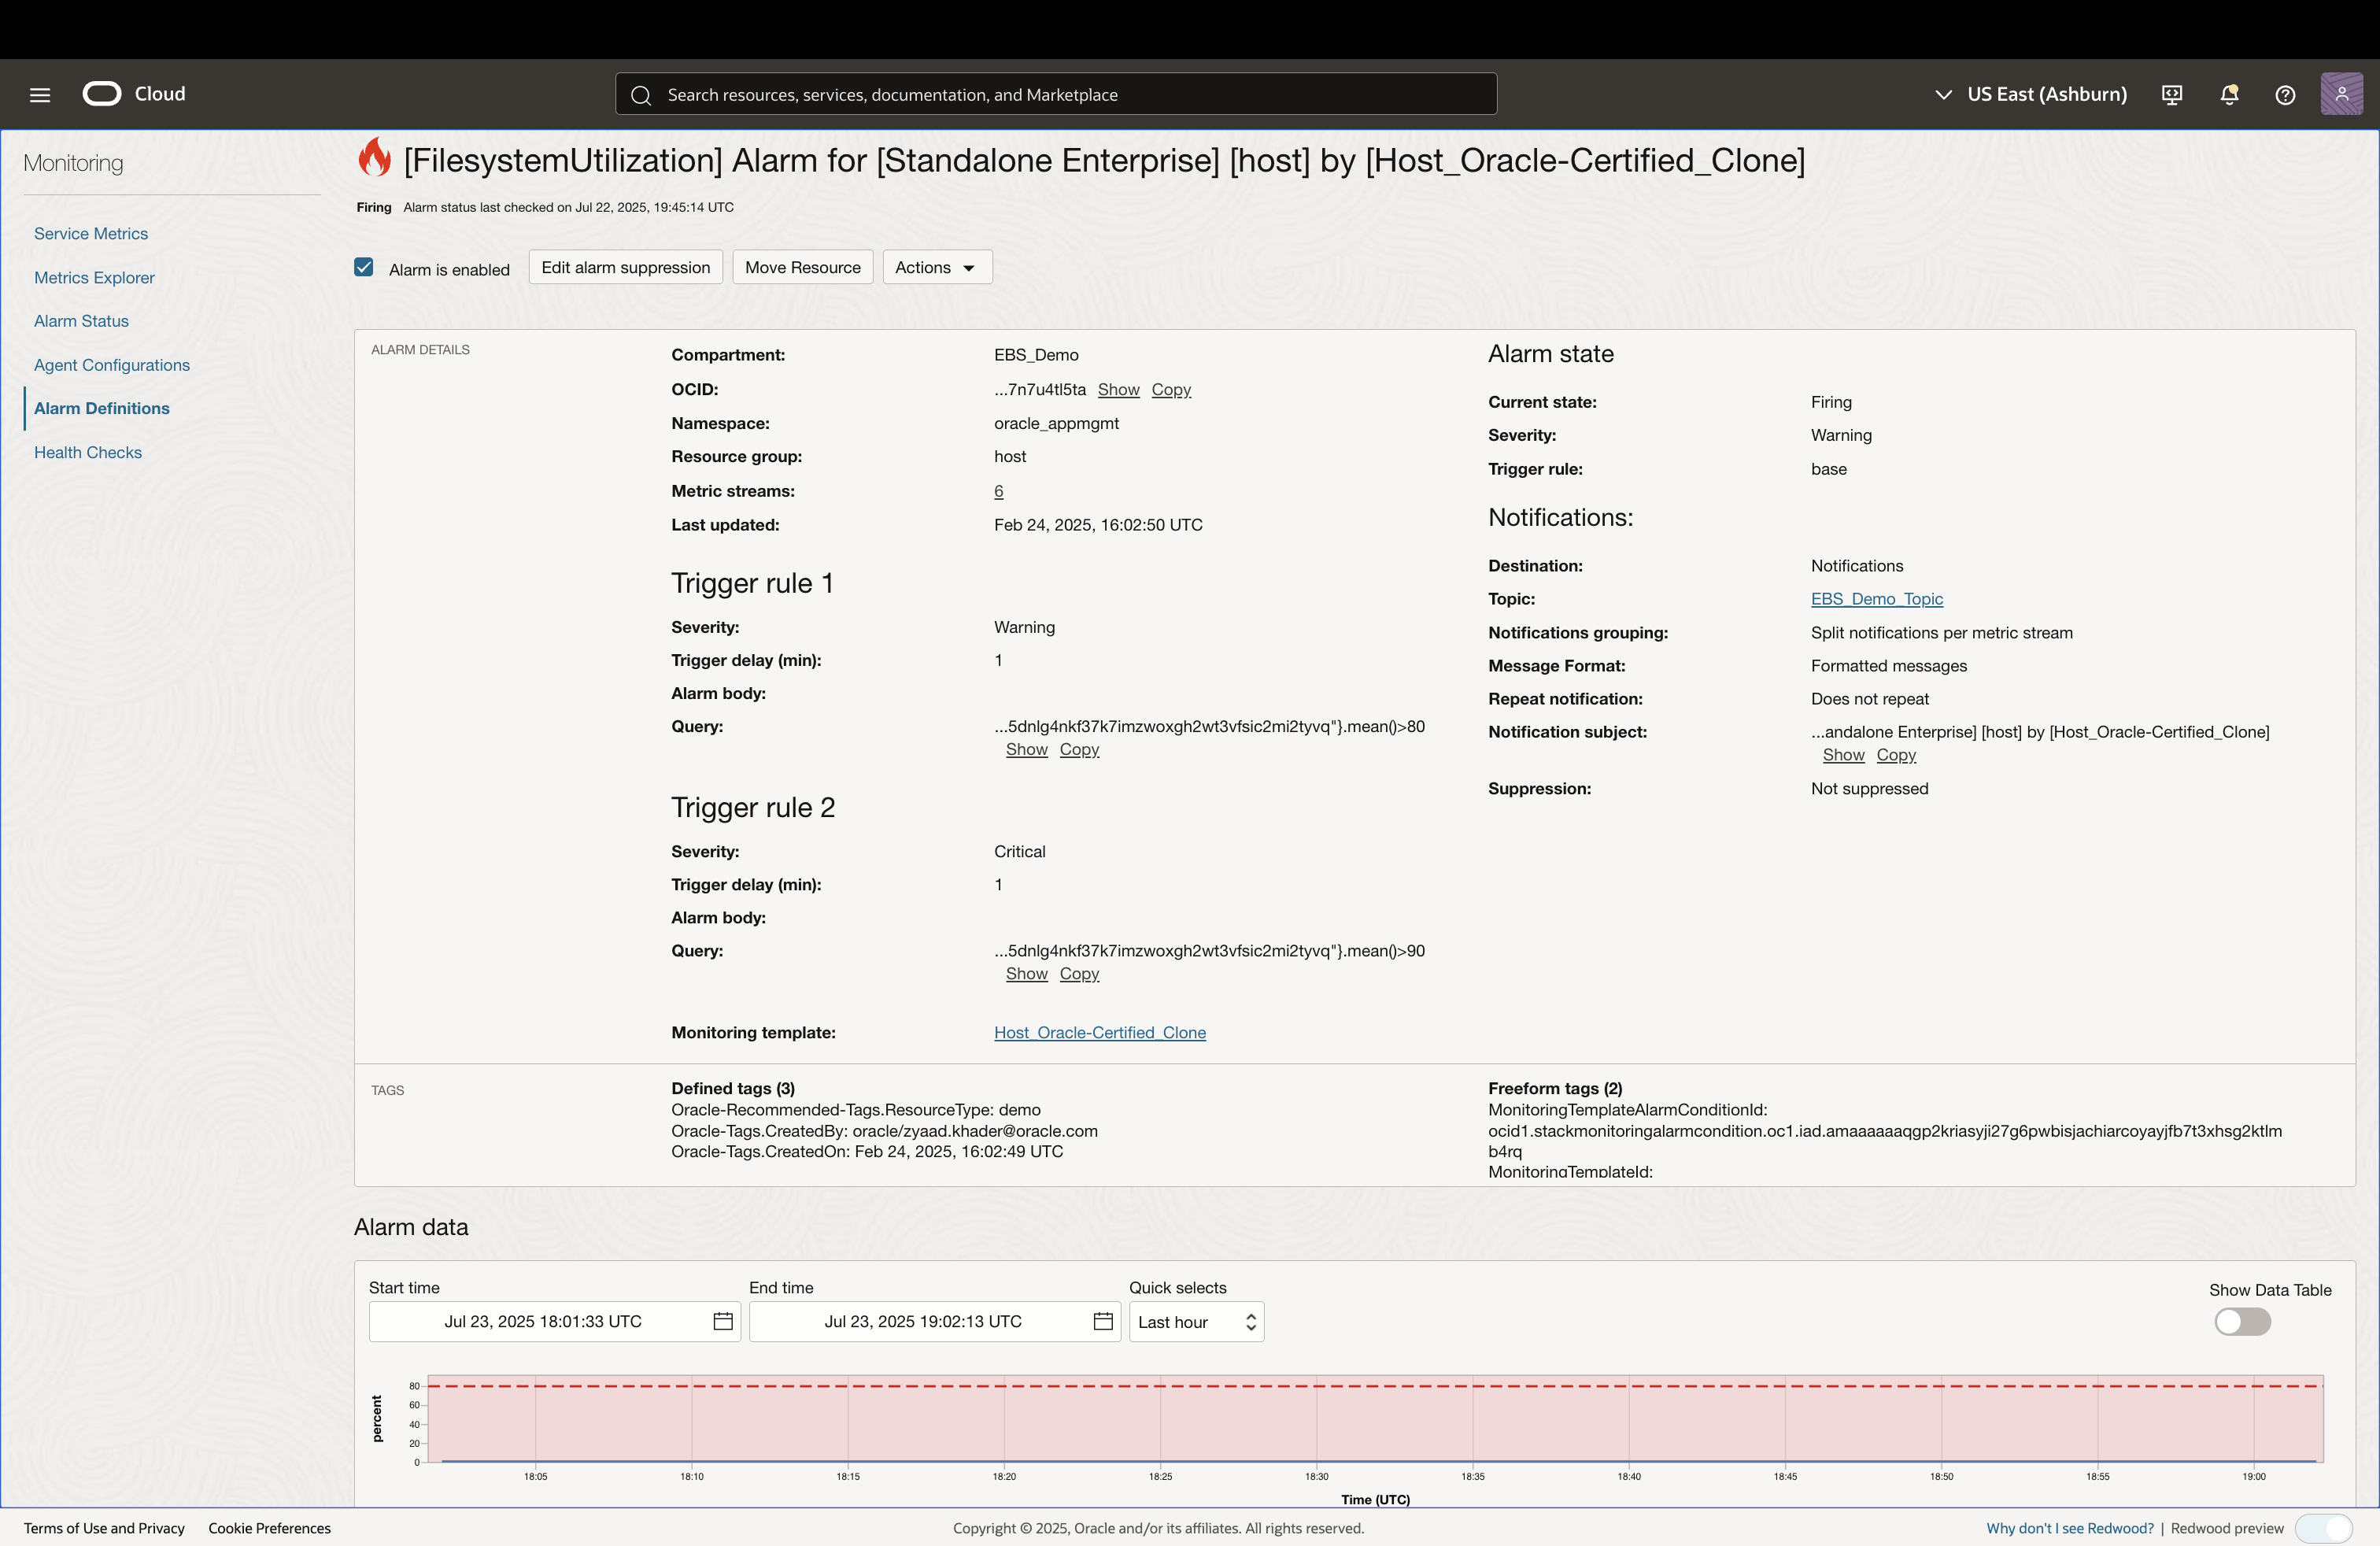 Cloud
Search resources, services, documentation, and Marketplace
US East (Ashburn)
Monitoring
Service Metrics
Metrics Explorer
Alarm Status
Agent Configurations
Alarm Definitions
Health Checks
[FilesystemUtilization] Alarm for [Standalone Enterprise] [host] by [Host_Oracle-Certified_Clone]
Firing Alarm status last checked on Jul 22, 2025, 19:45:14 UTC
Alarm is enabled
Edit alarm suppression
Move Resource
Actions
ALARM DETAILS
Compartment: EBS_Demo
OCID: ...7n7u4tl5ta Show Copy
Namespace: oracle_appmgmt
Resource group: host
Metric streams: 6
Last updated: Feb 24, 2025, 16:02:50 UTC
Trigger rule 1
Severity: Warning
Trigger delay (min): 1
Alarm body:
Query: ...5dnlg4nkf37k7imzwoxgh2wt3vfsic2mi2tyvq"}.mean()>80
Show Copy
Trigger rule 2
Severity: Critical
Trigger delay (min): 1
Alarm body:
Query: ...5dnlg4nkf37k7imzwoxgh2wt3vfsic2mi2tyvq"}.mean()>90
Show Copy
Monitoring template: Host_Oracle-Certified_Clone
Alarm state
Current state: Firing
Severity: Warning
Trigger rule: base
Notifications:
Destination: Notifications
Topic: EBS_Demo_Topic
Notifications grouping: Split notifications per metric stream
Message Format: Formatted messages
Repeat notification: Does not repeat
Notification subject: ...andalone Enterprise] [host] by [Host_Oracle-Certified_Clone]
Show Copy
Suppression: Not suppressed
TAGS
Defined tags (3)
Oracle-Recommended-Tags.ResourceType: demo
Oracle-Tags.CreatedBy: oracle/zyaad.khader@oracle.com
Oracle-Tags.CreatedOn: Feb 24, 2025, 16:02:49 UTC
Freeform tags (2)
MonitoringTemplateAlarmConditionId:
ocid1.stackmonitoringalarmcondition.oc1.iad.amaaaaaaqgp2kriasyji27g6pwbisjachiarcoyayjfb7t3xhsg2ktlm
b4rq
MonitoringTemplateId:
Alarm data
Start time
Jul 23, 2025 18:01:33 UTC
End time
Jul 23, 2025 19:02:13 UTC
Quick selects
Last hour
Show Data Table
percent
80
60
40
20
0
18:05 18:10 18:15 18:20 18:25 18:30 18:35 18:40 18:45 18:50 18:55 19:00
Time (UTC)
Terms of Use and Privacy Cookie Preferences
Copyright © 2025, Oracle and/or its affiliates. All rights reserved.
Why don't I see Redwood? | Redwood preview